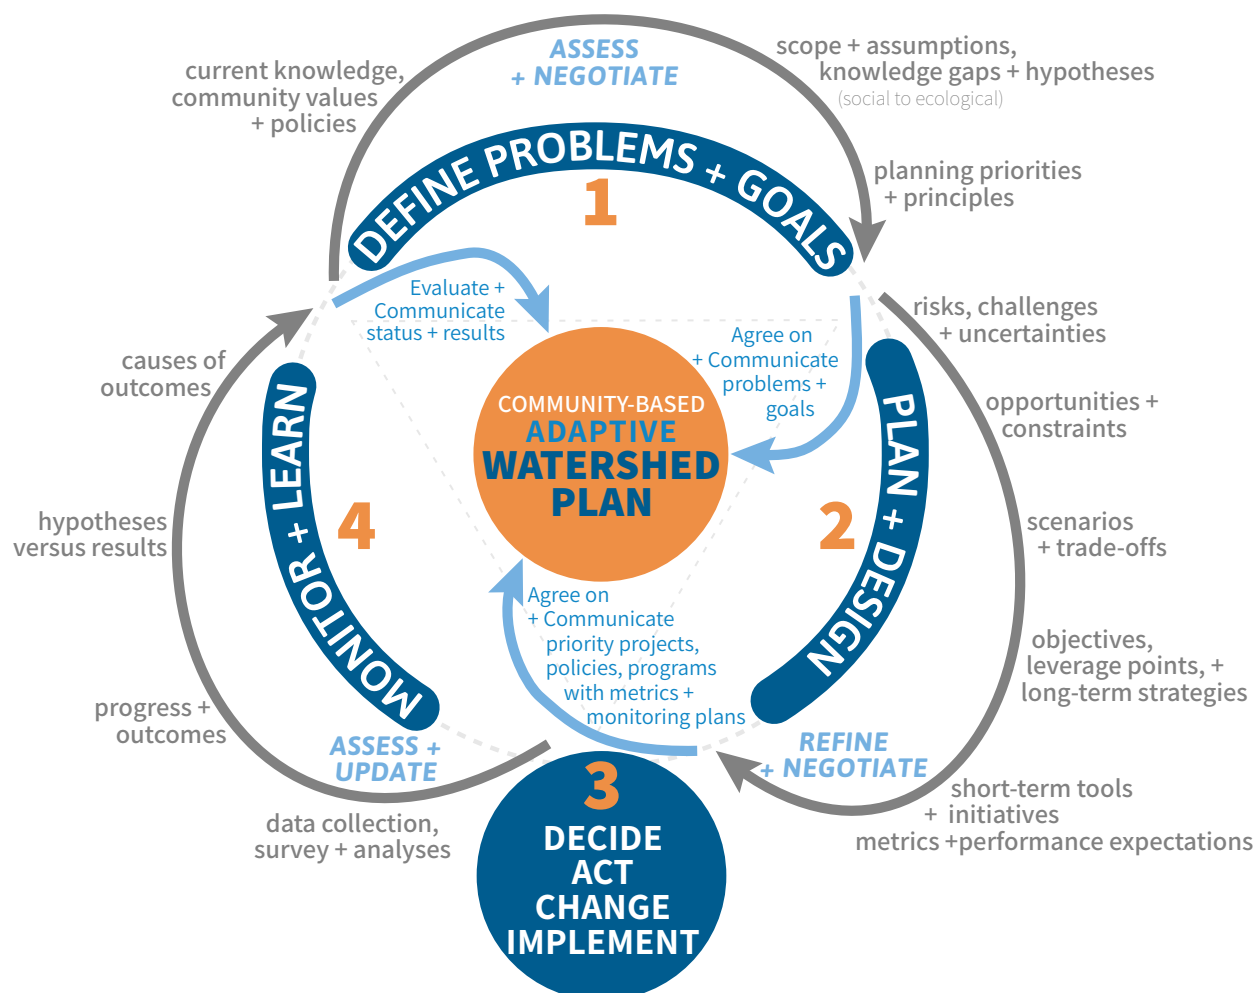 ASSESS
+ NEGOTIATE
current knowledge,
community values
+ policies
scope + assumptions,
knowledge gaps + hypotheses
(social to ecological)
planning priorities
+ principles
DEFINE PROBLEMS + GOALS
1
Evaluate +
Communicate
status + results
Agree on
+ Communicate
problems +
goals
risks, challenges
+ uncertainties
opportunities +
constraints
scenarios
+ trade-offs
objectives,
leverage points, +
long-term strategies
short-term tools
+ initiatives
metrics +performance expectations
PLAN + DESIGN
2
REFINE
+ NEGOTIATE
COMMUNITY-BASED
ADAPTIVE
WATERSHED
PLAN
Agree on
+ Communicate
priority projects,
policies, programs
with metrics +
monitoring plans
3
DECIDE
ACT
CHANGE
IMPLEMENT
ASSESS +
UPDATE
data collection,
survey + analyses
progress +
outcomes
hypotheses
versus results
causes of
outcomes
MONITOR + LEARN
4